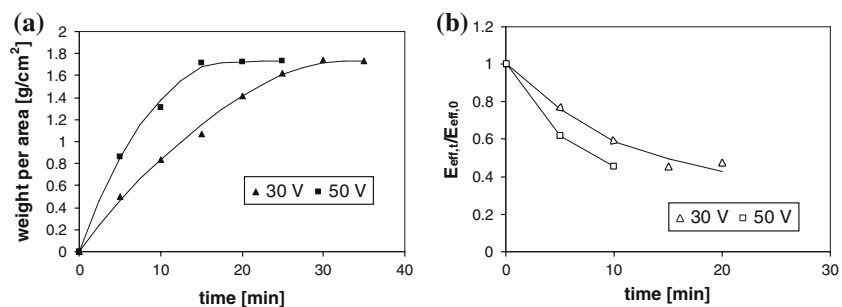 (a)
2
1.8
1.6
1.4
1.2
1
0.8
0.6
0.4
0.2
0
0 10 20 30 40
weight per area [g/cm²]
time [min]
30 V 50 V
(b)
1.2
1
0.8
0.6
0.4
0.2
0
0 10 20 30
Eeff,t/Eeff,0
time [min]
30 V 50 V